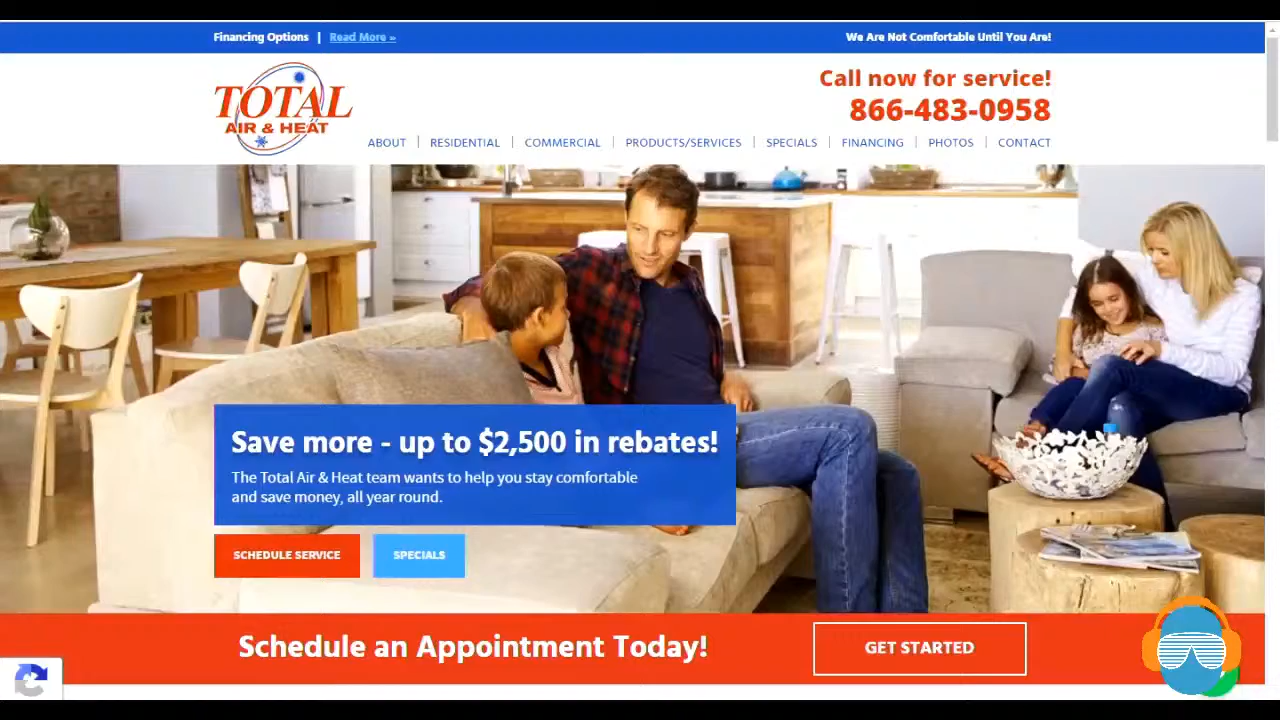 Financing Options | Read More »
We Are Not Comfortable Until You Are!
TOTAL
AIR & HEAT
Call now for service!
866-483-0958
ABOUT | RESIDENTIAL | COMMERCIAL | PRODUCTS/SERVICES | SPECIALS | FINANCING | PHOTOS | CONTACT
Save more - up to $2,500 in rebates!
The Total Air & Heat team wants to help you stay comfortable
and save money, all year round.
SCHEDULE SERVICE
SPECIALS
Schedule an Appointment Today!
GET STARTED